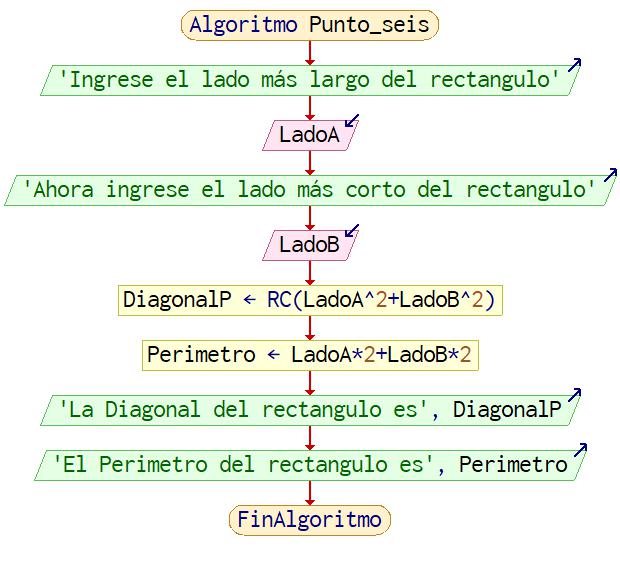 Algoritmo Punto_seis
'Ingrese el lado más largo del rectangulo'
LadoA
'Ahora ingrese el lado más corto del rectangulo'
LadoB
DiagonalP ← RC(LadoA^2+LadoB^2)
Perimetro ← LadoA*2+LadoB*2
'La Diagonal del rectangulo es', DiagonalP
'El Perimetro del rectangulo es', Perimetro
FinAlgoritmo